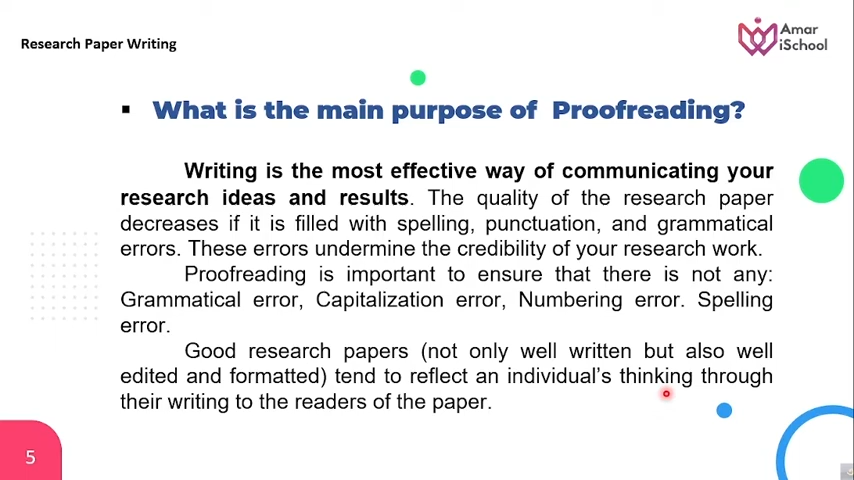 Research Paper Writing
Amar
iSchool
▪ What is the main purpose of Proofreading?
Writing is the most effective way of communicating your
research ideas and results. The quality of the research paper
decreases if it is filled with spelling, punctuation, and grammatical
errors. These errors undermine the credibility of your research work.
Proofreading is important to ensure that there is not any:
Grammatical error, Capitalization error, Numbering error. Spelling
error.
Good research papers (not only well written but also well
edited and formatted) tend to reflect an individual’s thinking through
their writing to the readers of the paper.
5